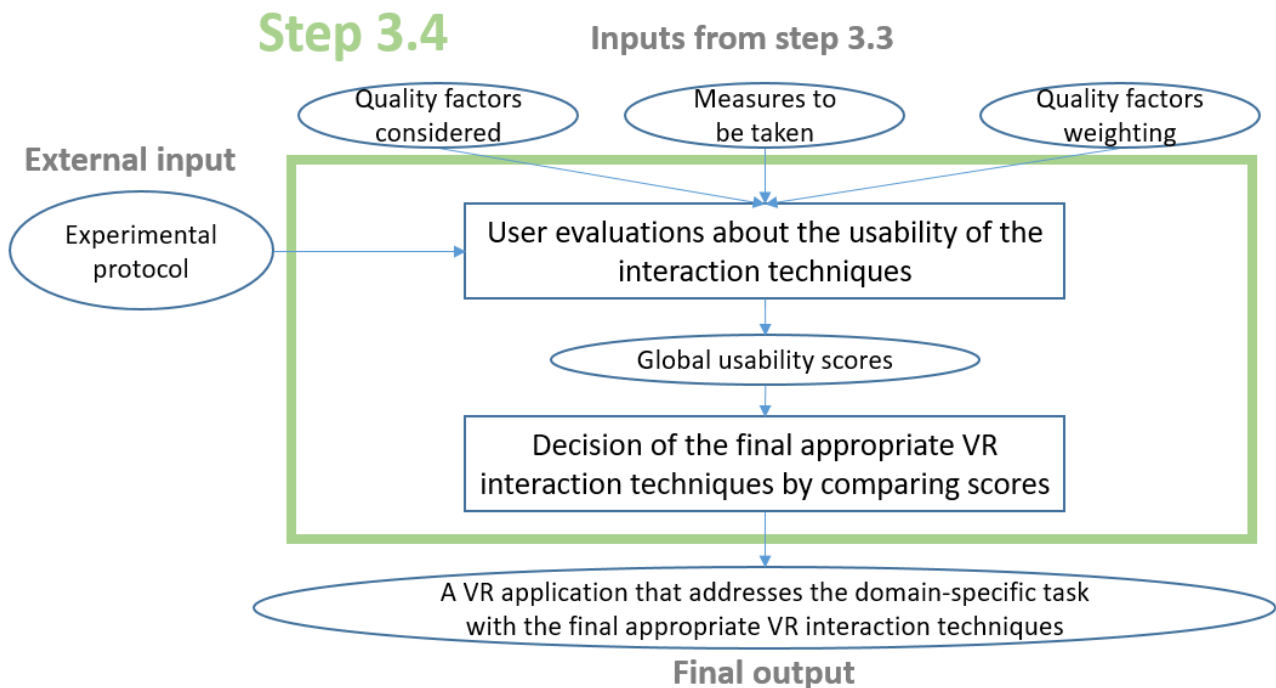 Step 3.4
Inputs from step 3.3
Quality factors
considered
Measures to
be taken
Quality factors
weighting
External input
Experimental
protocol
User evaluations about the usability of the
interaction techniques
Global usability scores
Decision of the final appropriate VR
interaction techniques by comparing scores
A VR application that addresses the domain-specific task
with the final appropriate VR interaction techniques
Final output